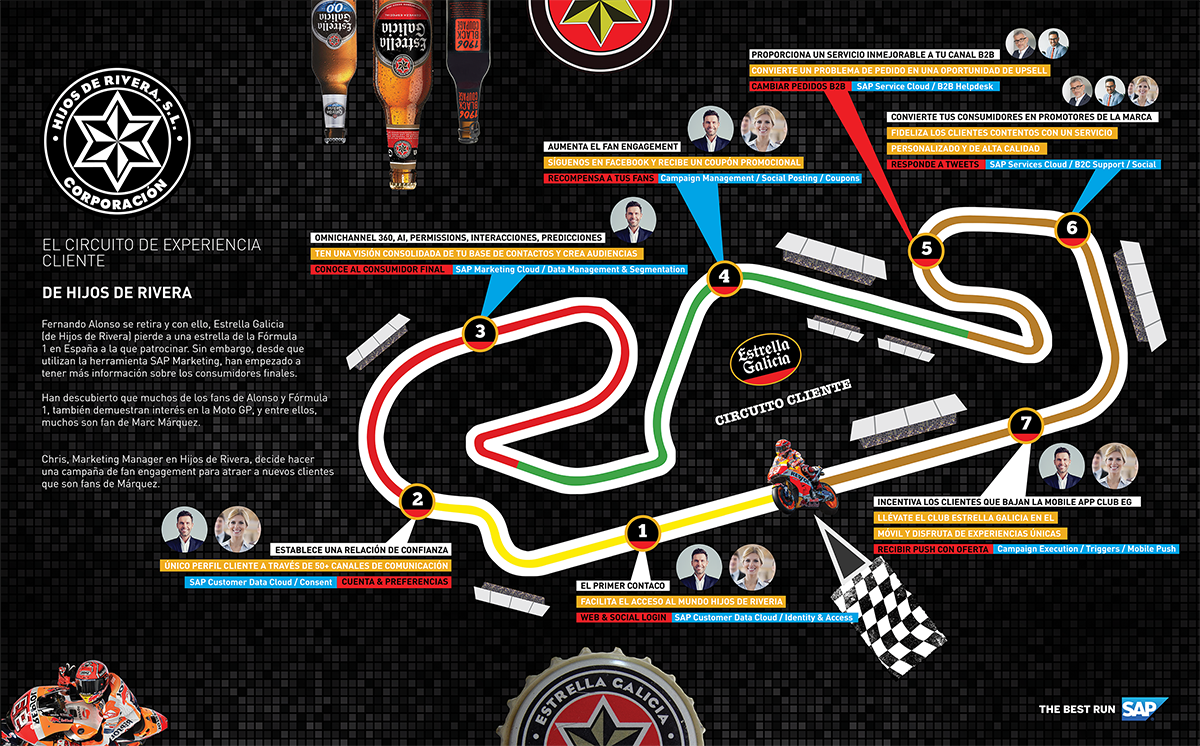 HIJOS DE RIVERA, S.L.
CORPORACIÓN
EL CIRCUITO DE EXPERIENCIA
CLIENTE
DE HIJOS DE RIVERA
Fernando Alonso se retira y con ello, Estrella Galicia
(de Hijos de Rivera) pierde a una estrella de la Fórmula
1 en España a la que patrocinar. Sin embargo, desde que
utilizan la herramienta SAP Marketing, han empezado a
tener más información sobre los consumidores finales.
Han descubierto que muchos de los fans de Alonso y Fórmula
1, también demuestran interés en la Moto GP, y entre ellos,
muchos son fan de Marc Márquez.
Chris, Marketing Manager en Hijos de Rivera, decide hacer
una campaña de fan engagement para atraer a nuevos clientes
que son fans de Márquez.
Estrella
Galicia
0,0
Estrella
Galicia
1906
BLACK
COUPAGE
1
EL PRIMER CONTACO
FACILITA EL ACCESO AL MUNDO HIJOS DE RIVERIA
WEB & SOCIAL LOGIN SAP Customer Data Cloud / Identity & Access
2
ESTABLECE UNA RELACIÓN DE CONFIANZA
ÚNICO PERFIL CLIENTE A TRAVÉS DE 50+ CANALES DE COMUNICACIÓN
SAP Customer Data Cloud / Consent CUENTA & PREFERENCIAS
3
OMNICHANNEL 360, AI, PERMISSIONS, INTERACCIONES, PREDICCIONES
TEN UNA VISIÓN CONSOLIDADA DE TU BASE DE CONTACTOS Y CREA AUDIENCIAS
CONOCE AL CONSUMIDOR FINAL SAP Marketing Cloud / Data Management & Segmentation
4
AUMENTA EL FAN ENGAGEMENT
SÍGUENOS EN FACEBOOK Y RECIBE UN COUPÓN PROMOCIONAL
RECOMPENSA A TUS FANS Campaign Management / Social Posting / Coupons
5
PROPORCIONA UN SERVICIO INMEJORABLE A TU CANAL B2B
CONVIERTE UN PROBLEMA DE PEDIDO EN UNA OPORTUNIDAD DE UPSELL
CAMBIAR PEDIDOS B2B SAP Service Cloud / B2B Helpdesk
6
CONVIERTE TUS CONSUMIDORES EN PROMOTORES DE LA MARCA
FIDELIZA LOS CLIENTES CONTENTOS CON UN SERVICIO
PERSONALIZADO Y DE ALTA CALIDAD
RESPONDE A TWEETS SAP Services Cloud / B2C Support / Social
7
INCENTIVA LOS CLIENTES QUE BAJAN LA MOBILE APP CLUB EG
LLÉVATE EL CLUB ESTRELLA GALICIA EN EL
MÓVIL Y DISFRUTA DE EXPERIENCIAS ÚNICAS
RECIBIR PUSH CON OFERTA Campaign Execution / Triggers / Mobile Push
Estrella
Galicia
CIRCUITO CLIENTE
ESTRELLA GALICIA
THE BEST RUN SAP